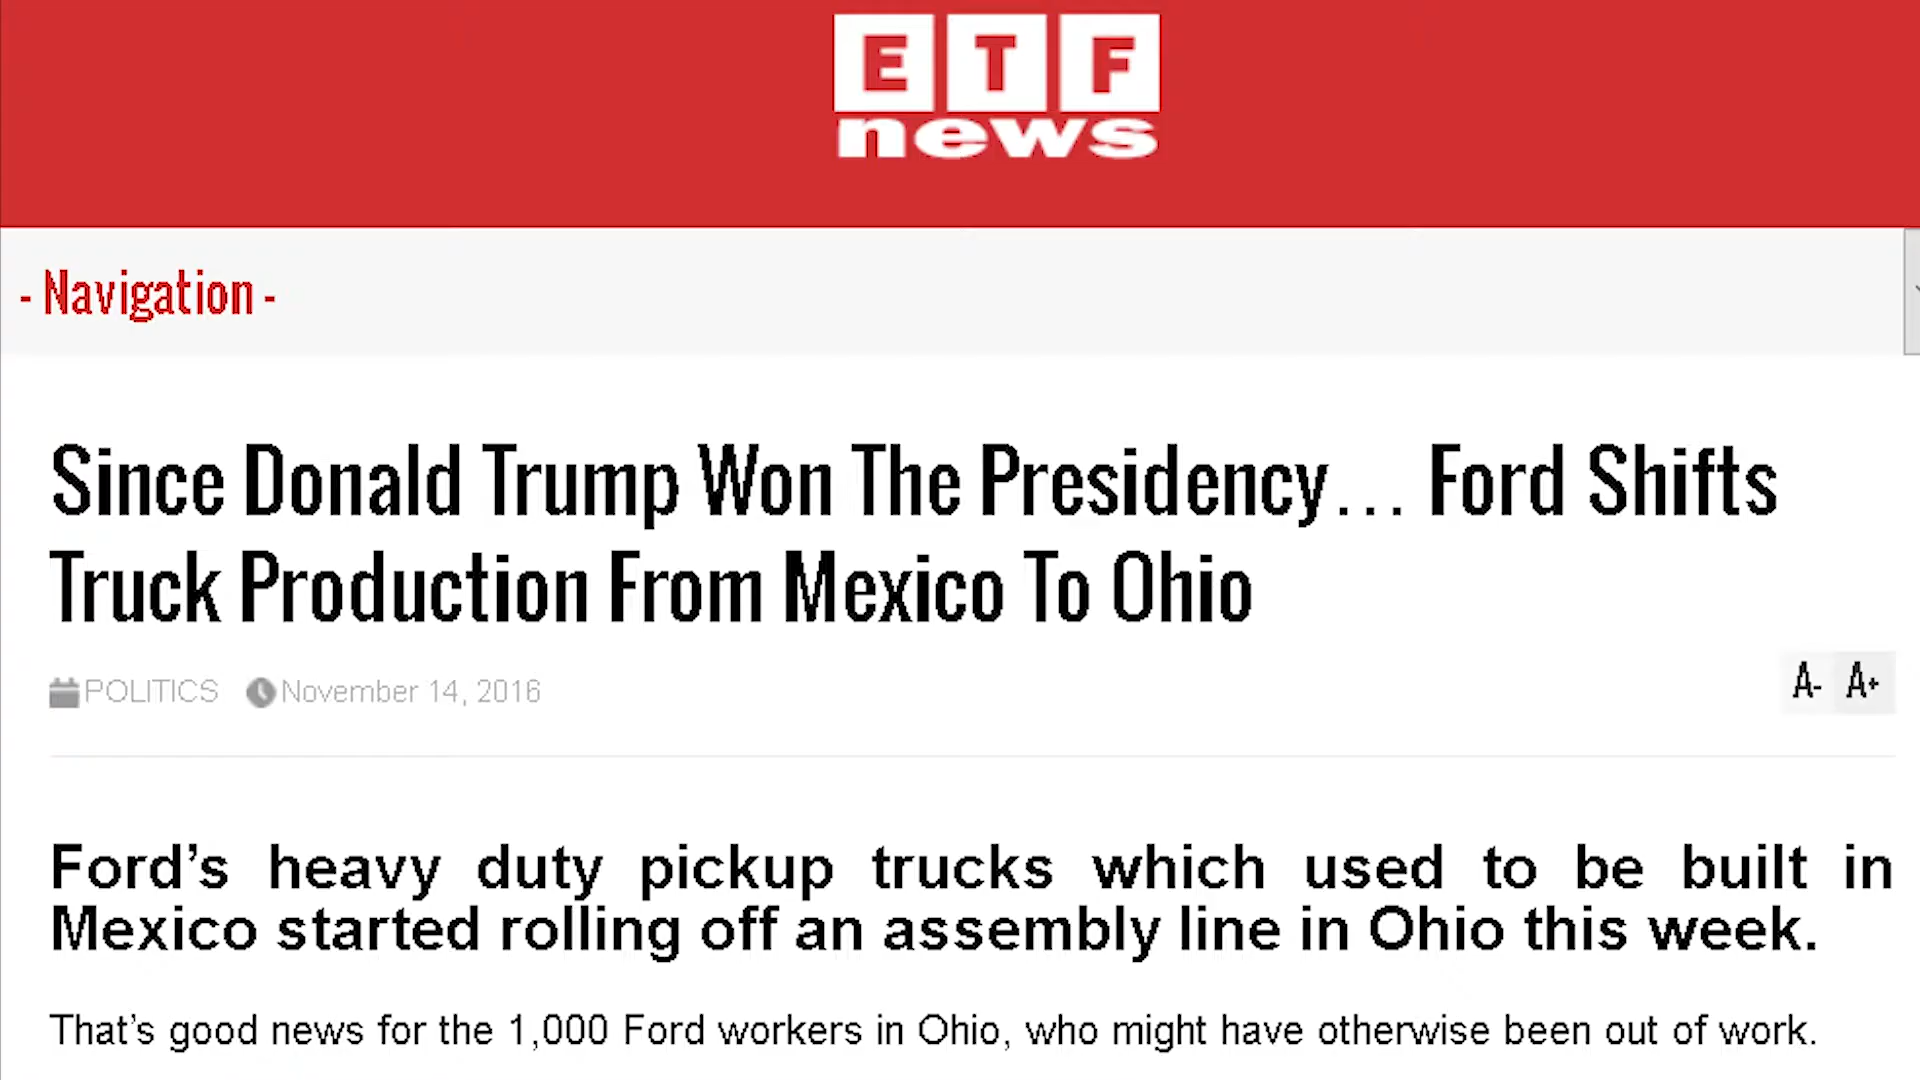 E T F
news
- Navigation -
Since Donald Trump Won The Presidency... Ford Shifts
Truck Production From Mexico To Ohio
POLITICS November 14, 2016
A- A+
Ford's heavy duty pickup trucks which used to be built in
Mexico started rolling off an assembly line in Ohio this week.
That's good news for the 1,000 Ford workers in Ohio, who might have otherwise been out of work.